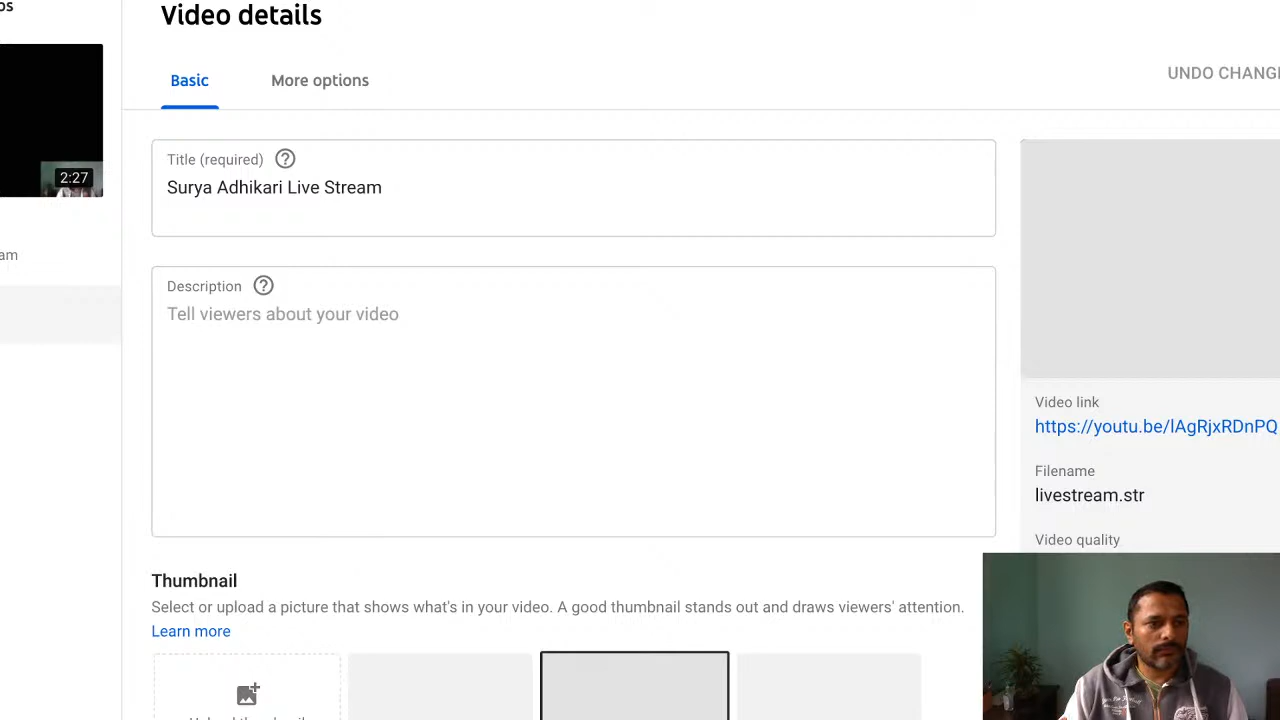 Video details
Basic
More options
UNDO
2:27
Title (required)
Surya Adhikari Live Stream
Description
Tell viewers about your video
Video link
https://youtu.be/lAgRjxRDnPQ
Filename
livestream.str
Video quality
Thumbnail
Select or upload a picture that shows what's in your video. A good thumbnail stands out and draws viewers' attention.
Learn more